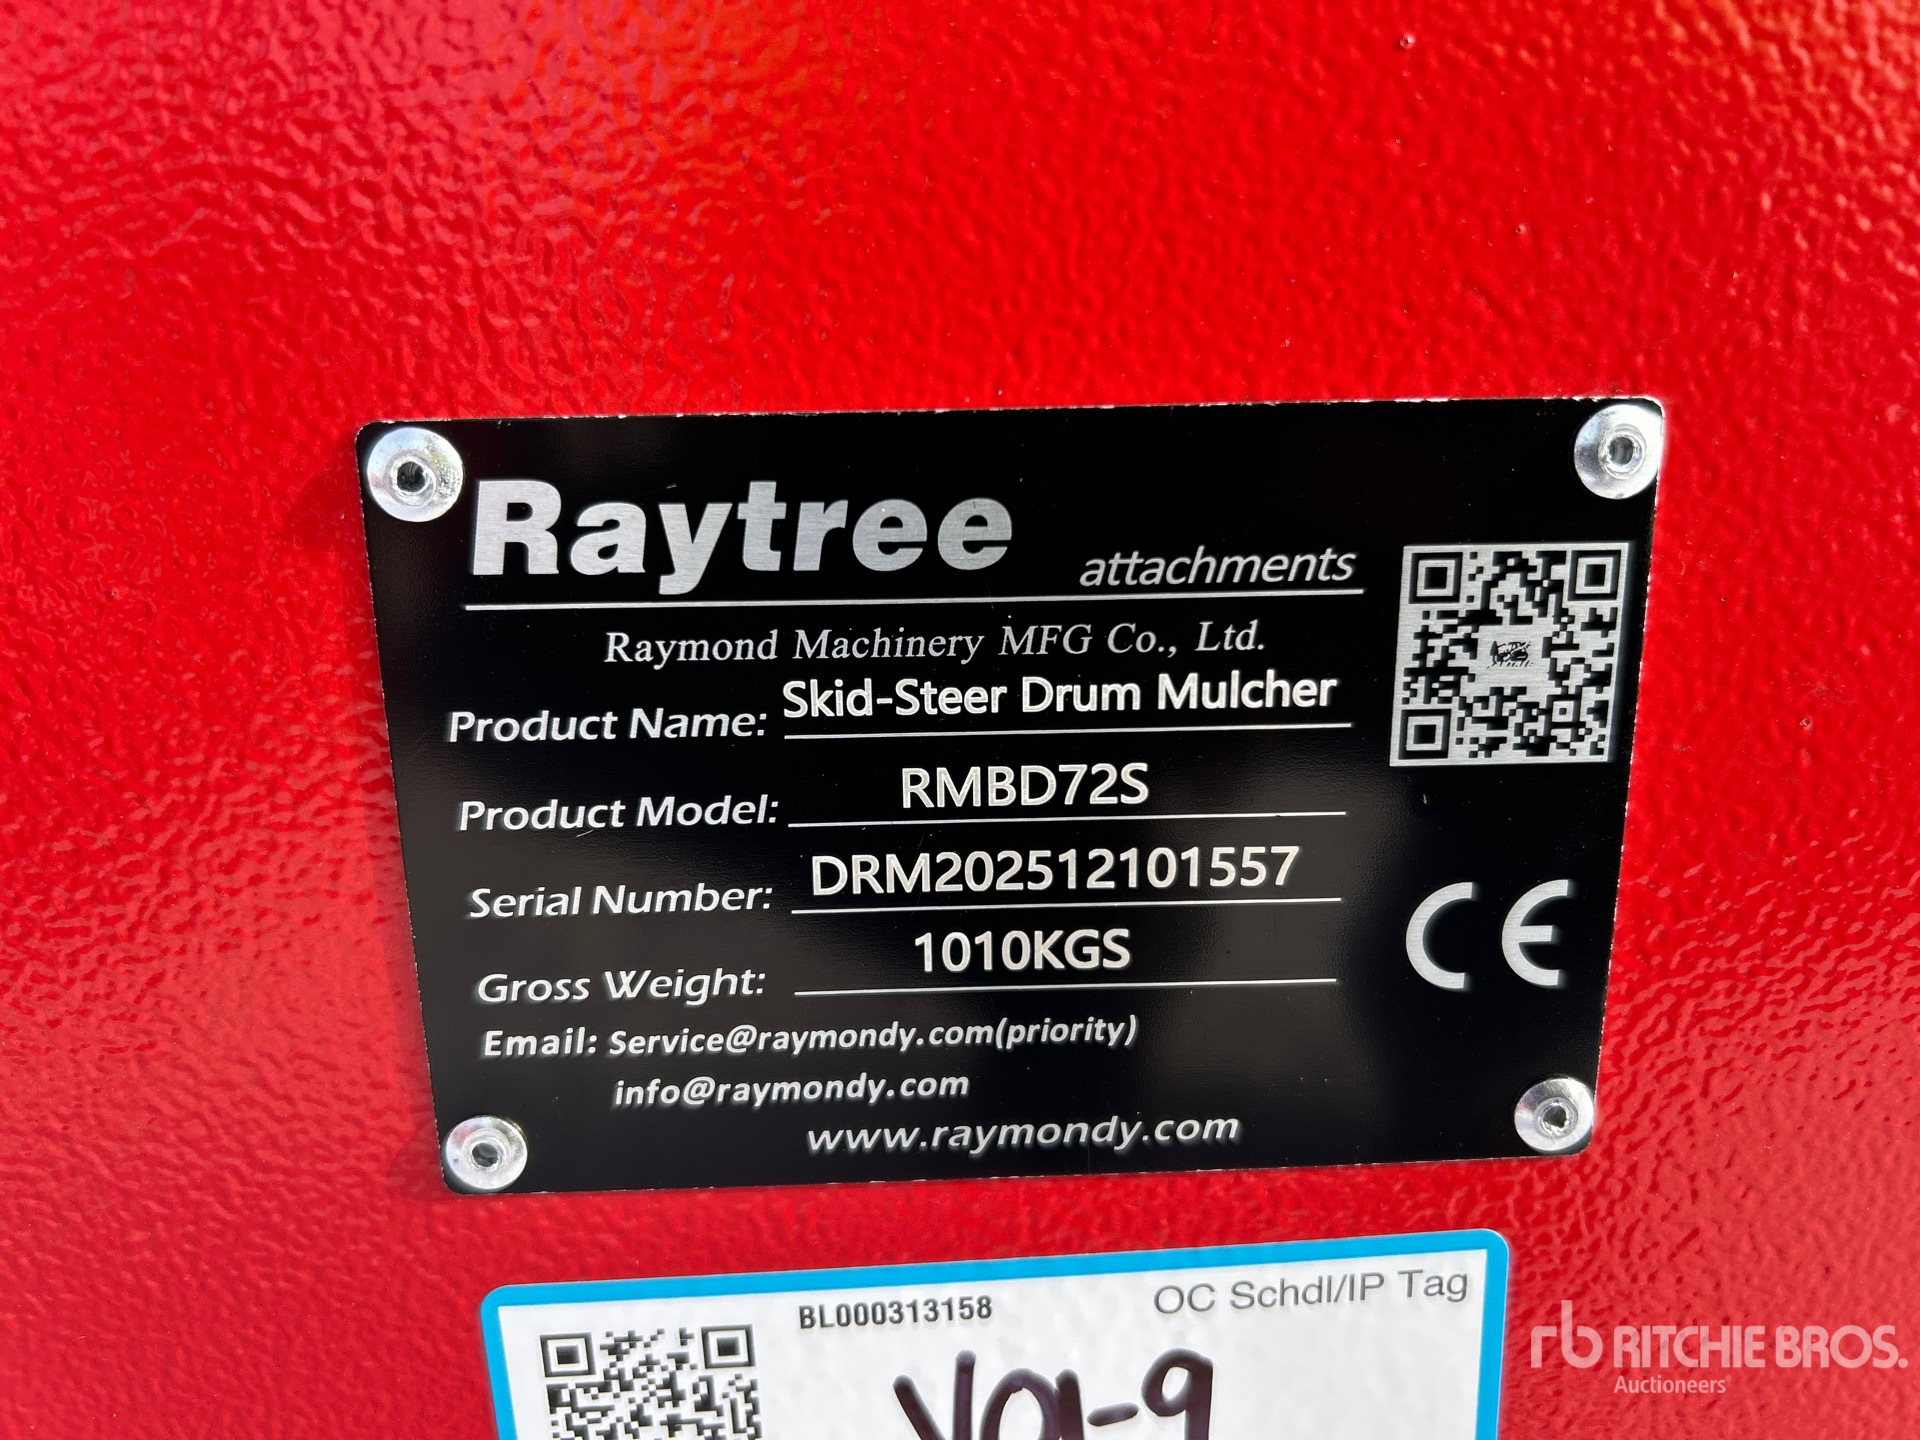 Raytree attachments
Raymond Machinery MFG Co., Ltd.
Product Name: Skid-Steer Drum Mulcher
Product Model: RMBD72S
Serial Number: DRM202512101557
Gross Weight: 1010KGS
Email: Service@raymondy.com(priority)
info@raymondy.com
www.raymondy.com
CE
BL000313158 OC Schdl/IP Tag
rb RITCHIE BROS.
Auctioneers